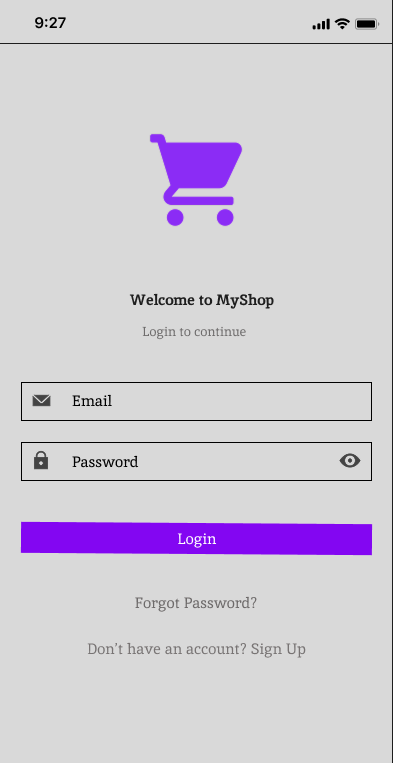 9:27
Welcome to MyShop
Login to continue
Email
Password
Login
Forgot Password?
Don't have an account? Sign Up